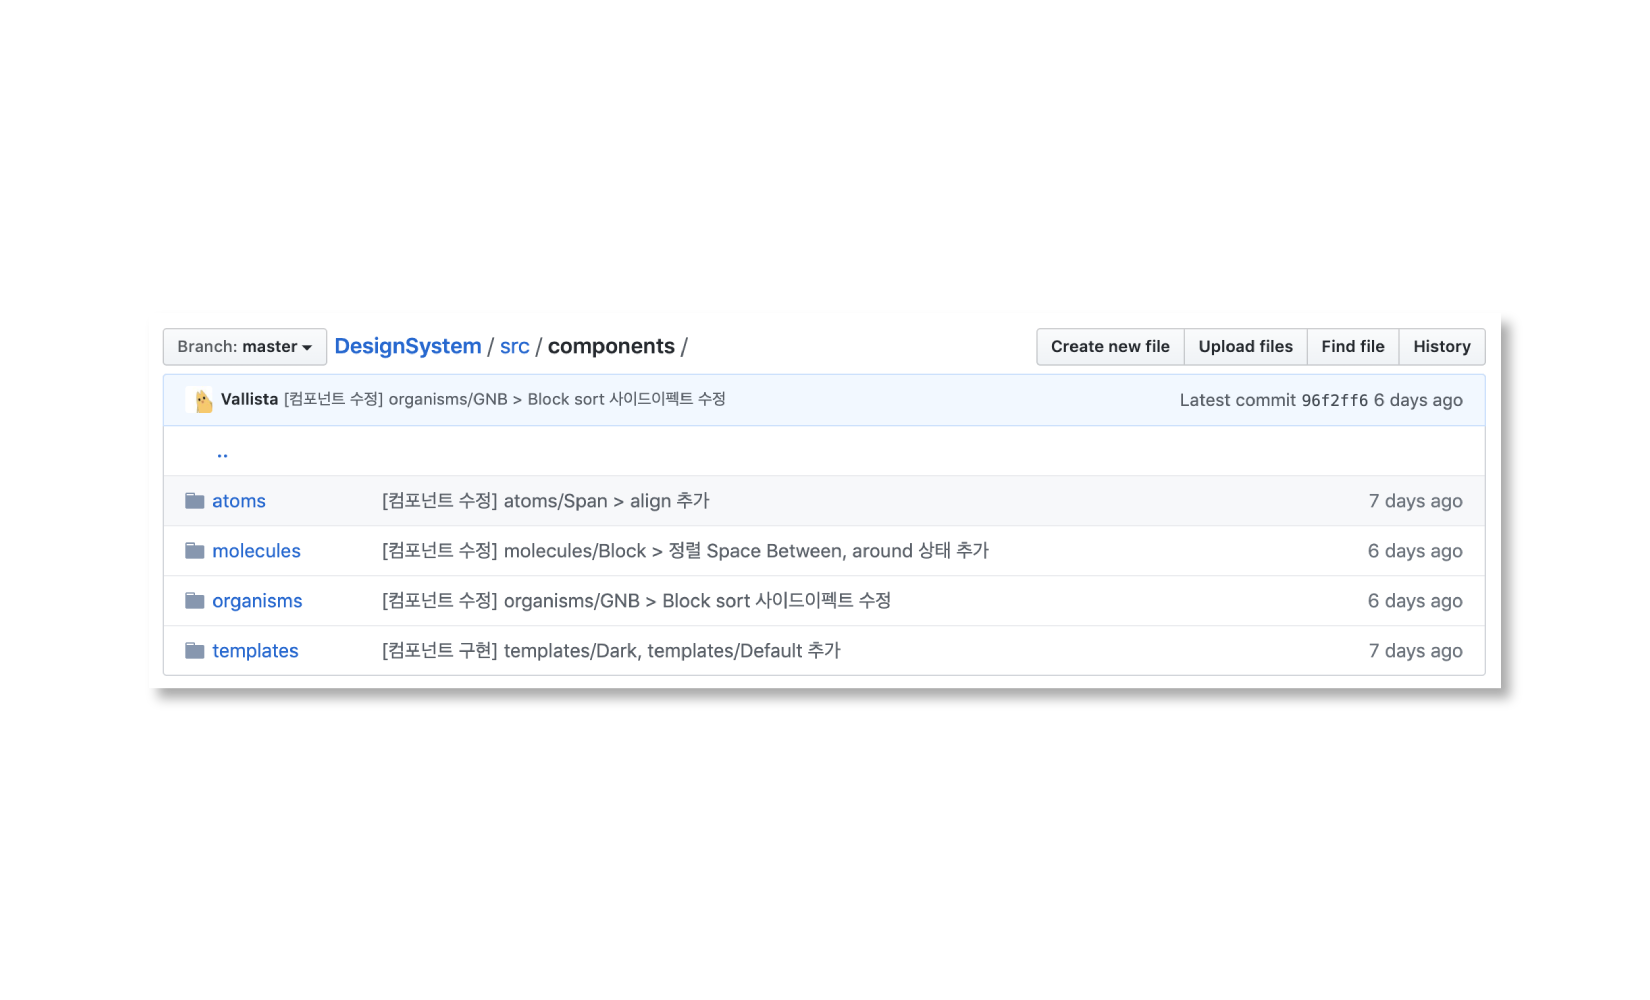 Branch: master DesignSystem / src / components / Create new file Upload files Find file History
Vallista [컴포넌트 수정] organisms/GNB > Block sort 사이드이펙트 수정 Latest commit 96f2ff6 6 days ago
..
atoms [컴포넌트 수정] atoms/Span > align 추가 7 days ago
molecules [컴포넌트 수정] molecules/Block > 정렬 Space Between, around 상태 추가 6 days ago
organisms [컴포넌트 수정] organisms/GNB > Block sort 사이드이펙트 수정 6 days ago
templates [컴포넌트 구현] templates/Dark, templates/Default 추가 7 days ago